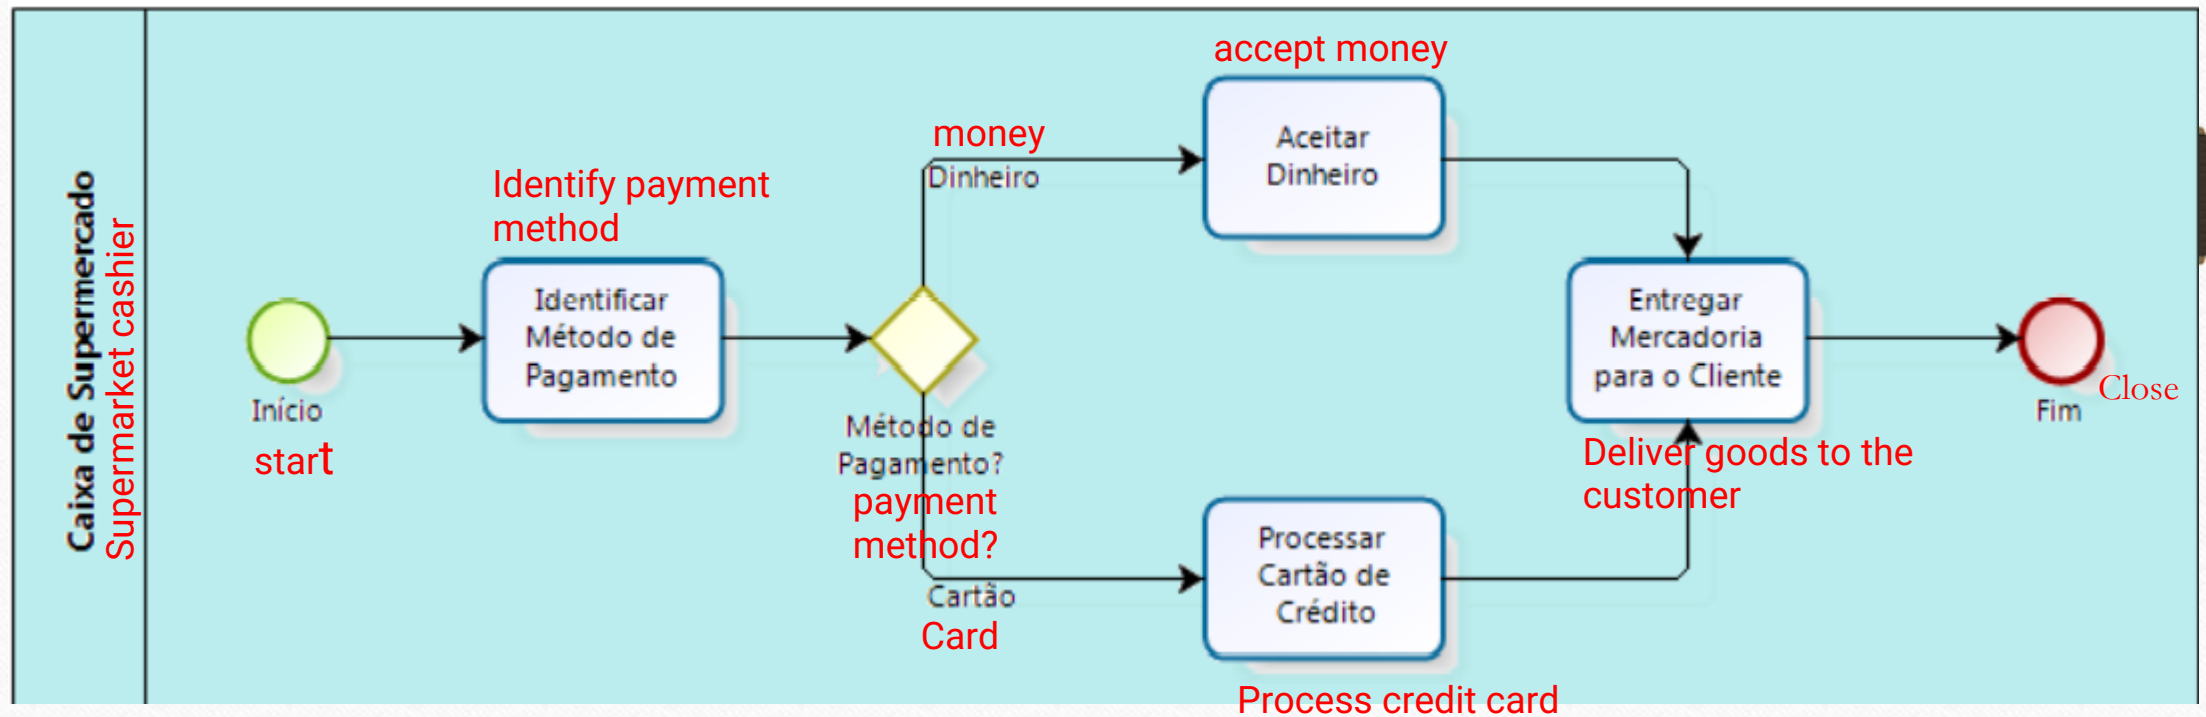 Caixa de Supermercado
Supermarket cashier
Início
start
Identify payment
method
Identificar
Método de
Pagamento
Método de
Pagamento?
payment
method?
money
Dinheiro
accept money
Aceitar
Dinheiro
Cartão
Card
Processar
Cartão de
Crédito
Process credit card
Entregar
Mercadoria
para o Cliente
Deliver goods to the
customer
Fim
Close